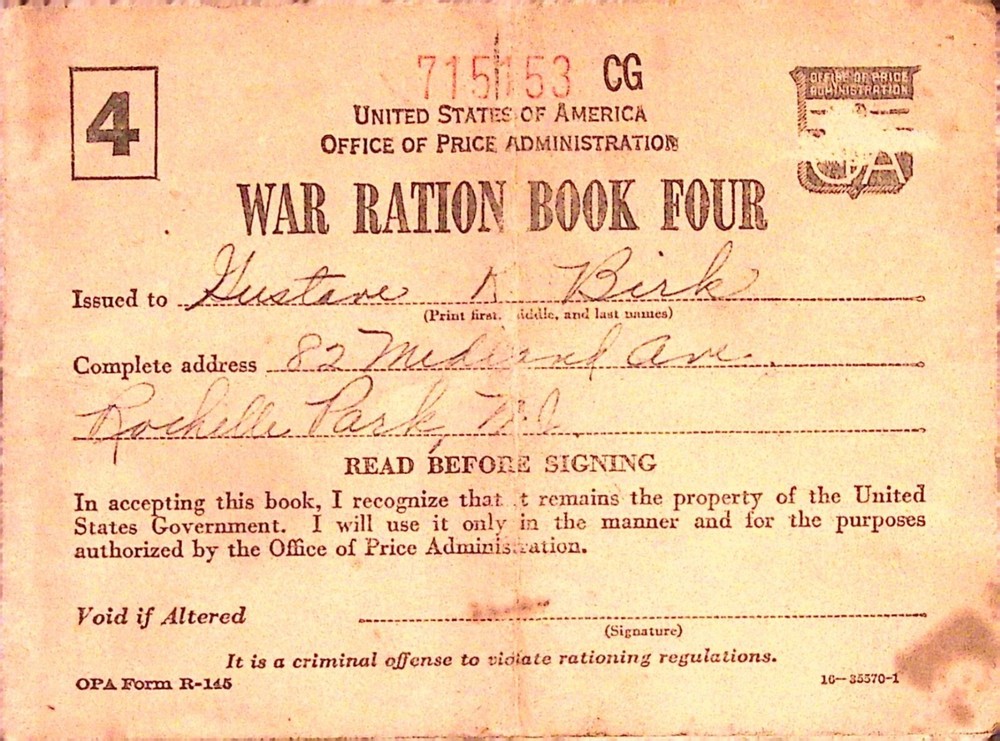 4
715153 CG
OFFICE OF PRICE
ADMINISTRATION
UNITED STATES OF AMERICA
OFFICE OF PRICE ADMINISTRATION
WAR RATION BOOK FOUR
Issued to Gustave K Birk
(Print first, middle, and last names)
Complete address 82 Midland Ave.
Rochelle Park, N.J.
READ BEFORE SIGNING
In accepting this book, I recognize that it remains the property of the United
States Government. I will use it only in the manner and for the purposes
authorized by the Office of Price Administration.
Void if Altered
(Signature)
It is a criminal offense to violate rationing regulations.
OPA Form R-145 16—35570-1